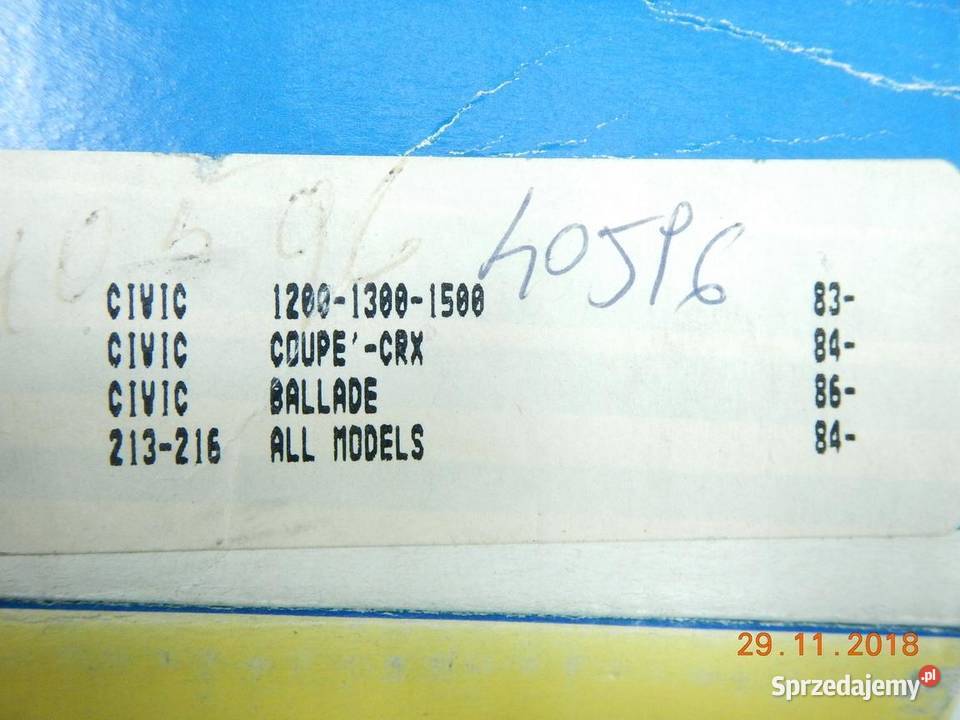 40596 40596
CIVIC 1200-1300-1500 83-
CIVIC COUPE'-CRX 84-
CIVIC BALLADE 86-
213-216 ALL MODELS 84-
29.11.2018
Sprzedajemy.pl